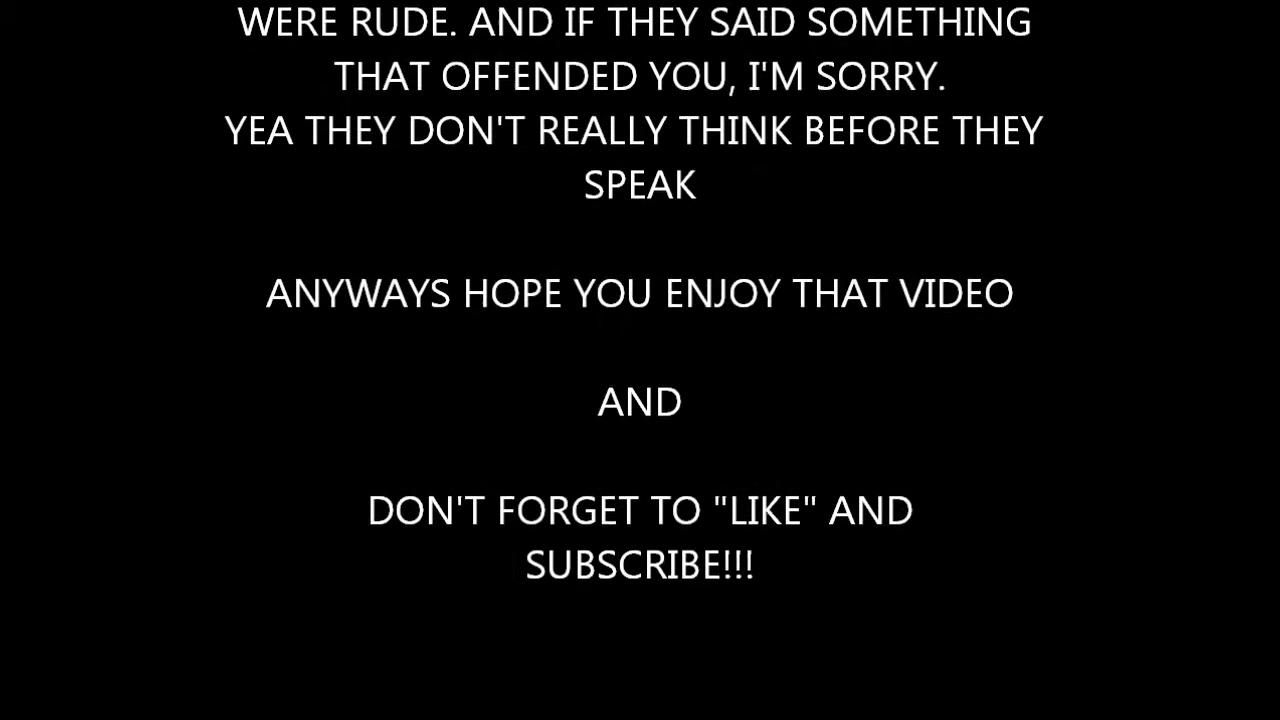 WERE RUDE. AND IF THEY SAID SOMETHING
THAT OFFENDED YOU, I'M SORRY.
YEA THEY DON'T REALLY THINK BEFORE THEY
SPEAK
ANYWAYS HOPE YOU ENJOY THAT VIDEO
AND
DON'T FORGET TO "LIKE" AND
SUBSCRIBE!!!